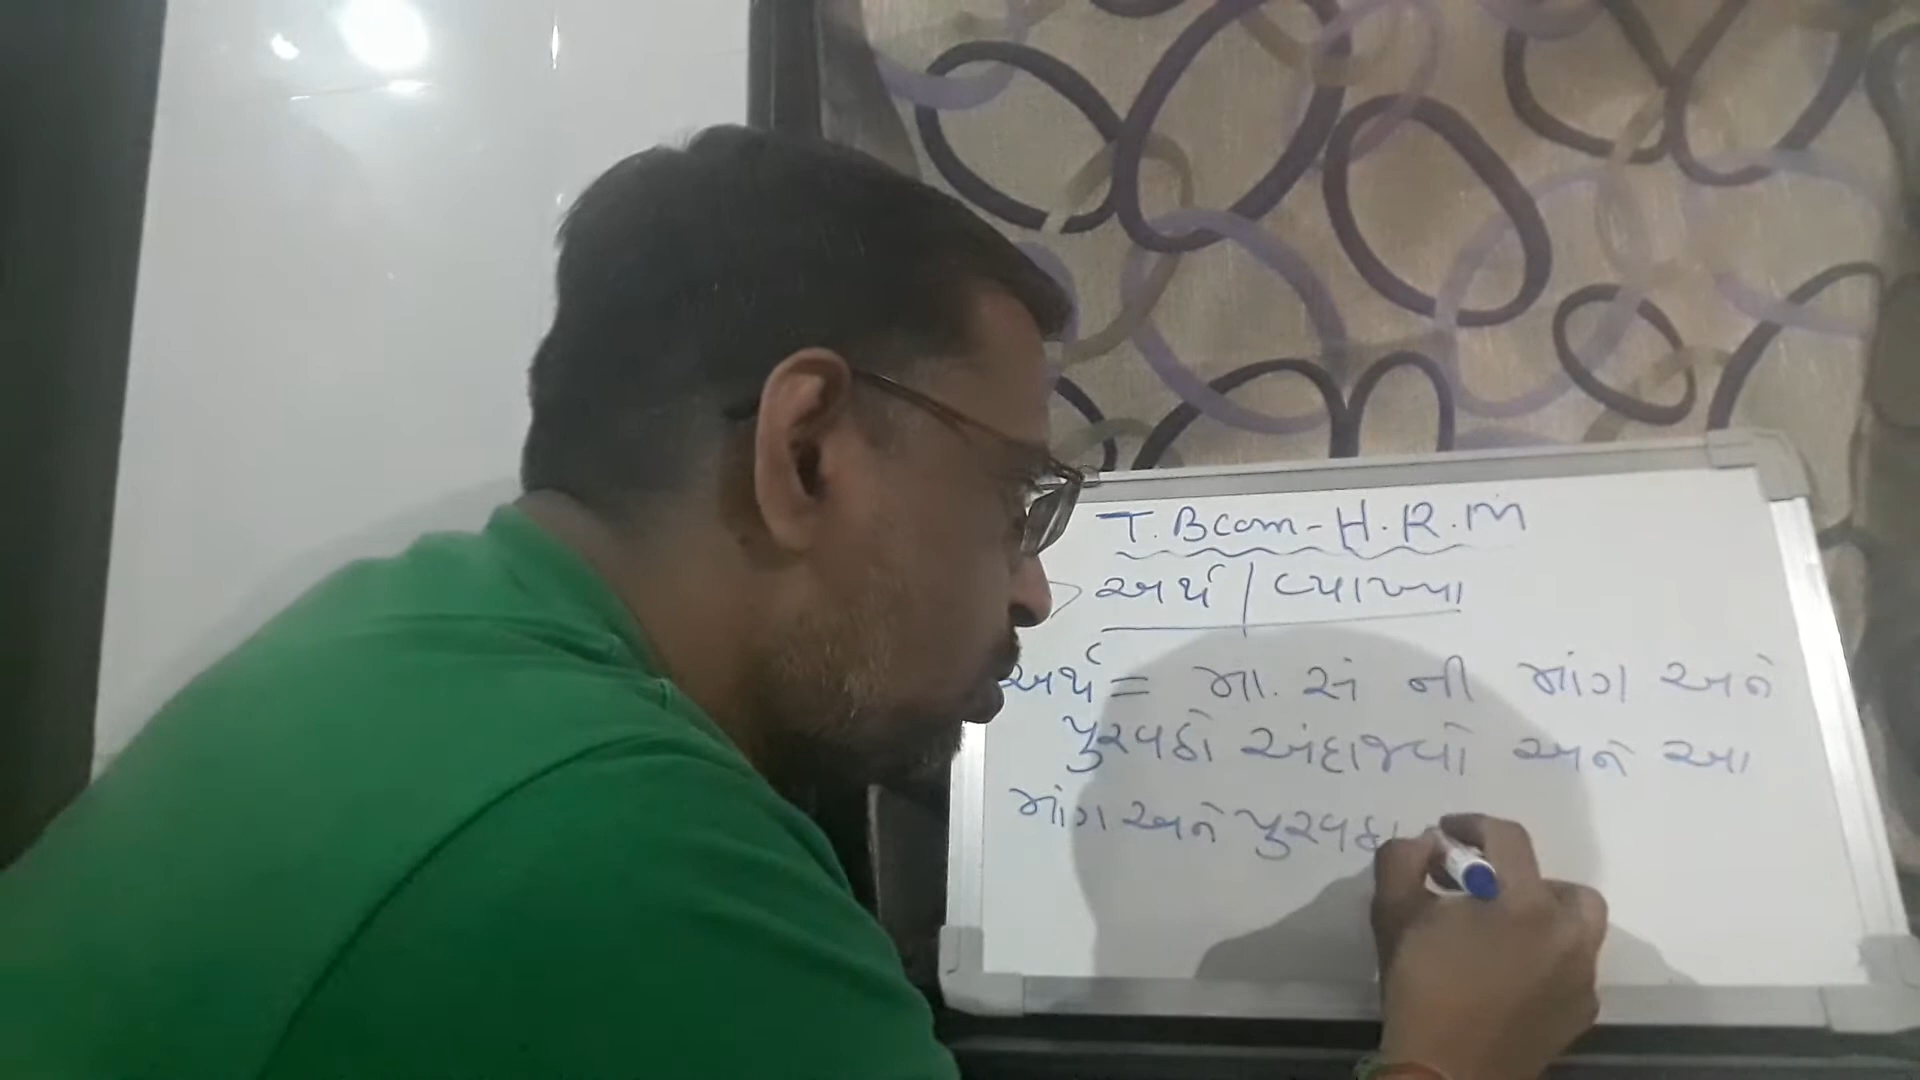 T.Bcom-H.R.M
અર્થ / વ્યાખ્યા
અર્થ = મા. સં ની માંગ અને
પુરવઠો અંદાજવો અને આ
માંગ અને પુરવઠા